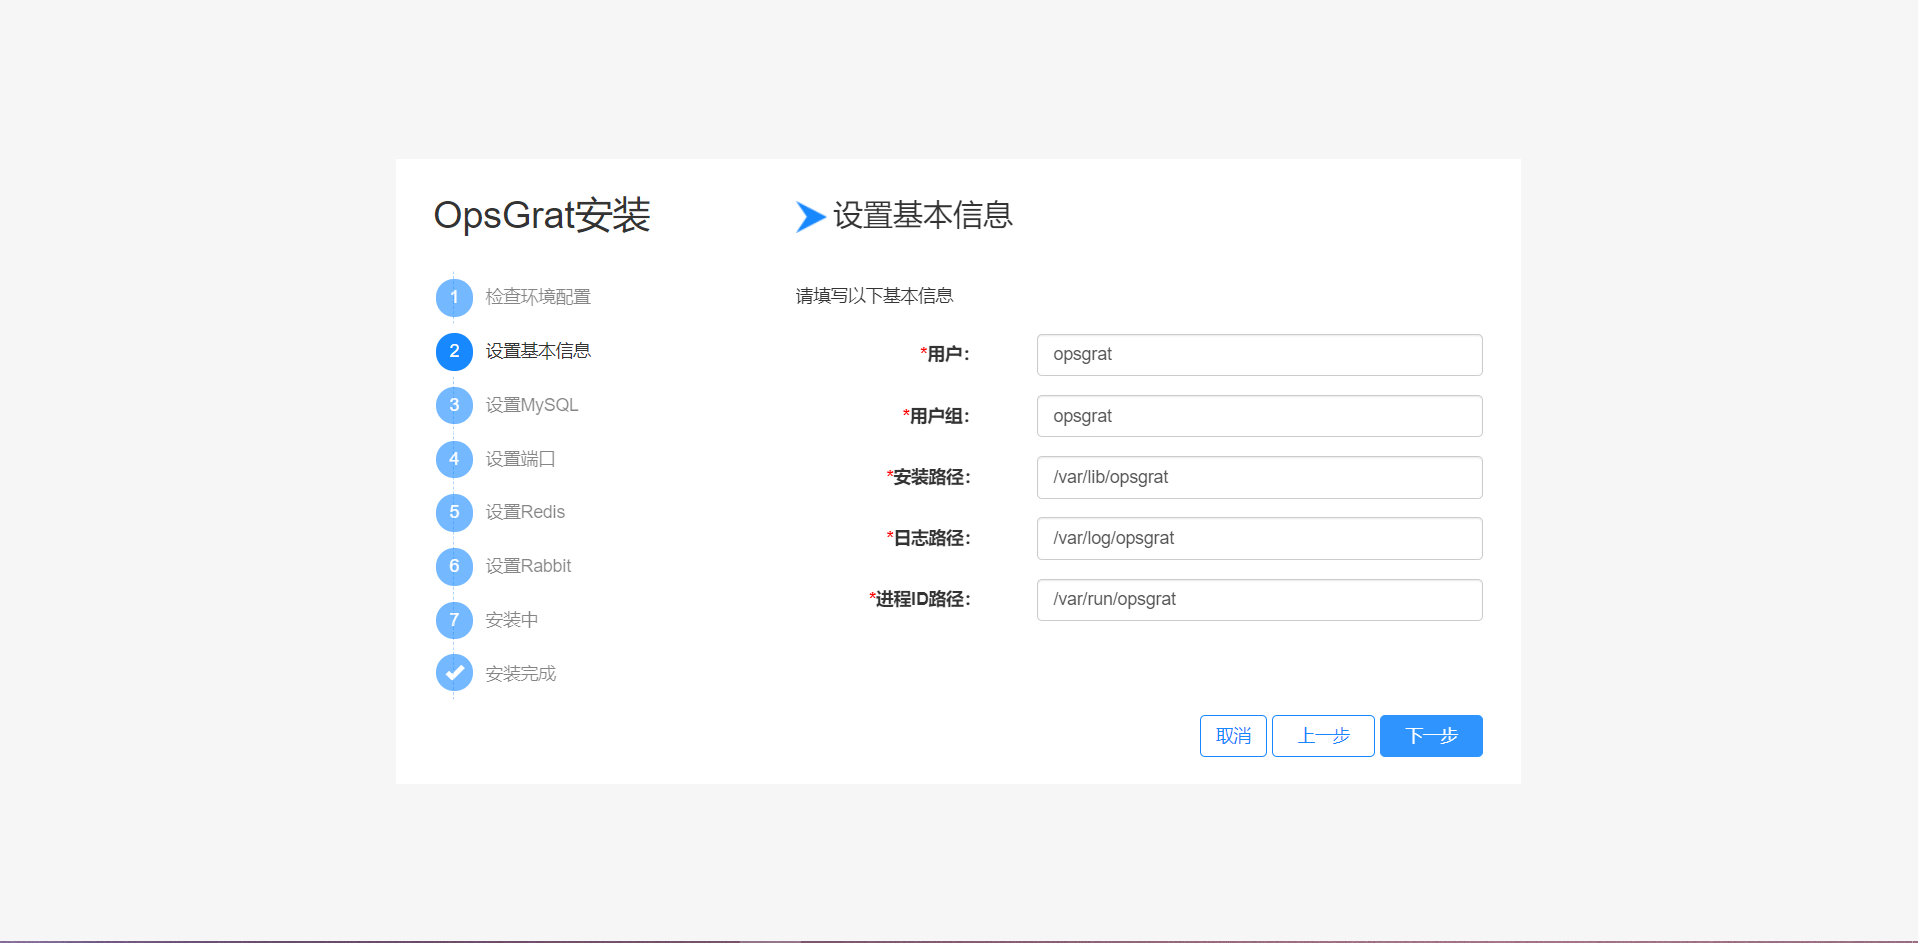 OpsGrat安装
1 检查环境配置
2 设置基本信息
3 设置MySQL
4 设置端口
5 设置Redis
6 设置Rabbit
7 安装中
安装完成
设置基本信息
请填写以下基本信息
*用户： opsgrat
*用户组： opsgrat
*安装路径： /var/lib/opsgrat
*日志路径： /var/log/opsgrat
*进程ID路径： /var/run/opsgrat
取消 上一步 下一步